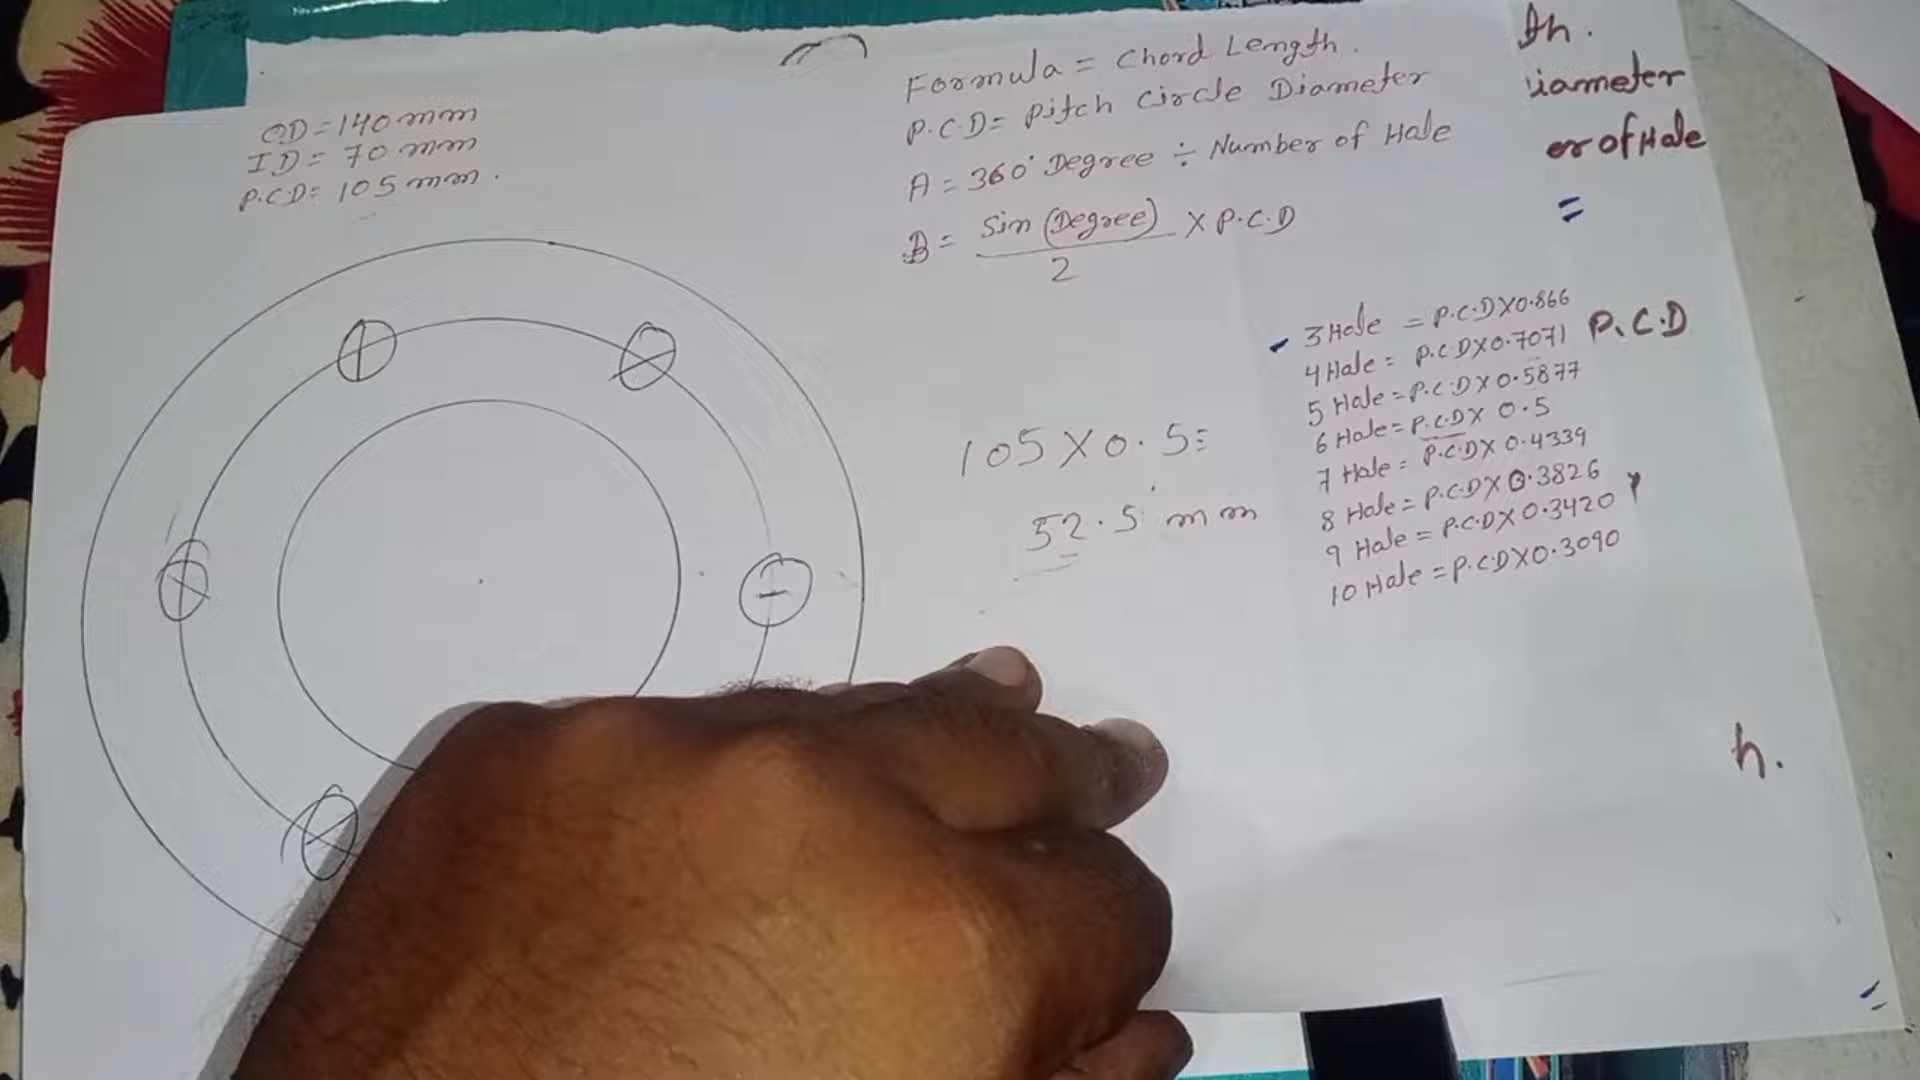 OD=140 mm
ID= 70 mm
P.C.D= 105 mm.
Formula = Chord Length.
P.C.D= Pitch Circle Diameter
A = 360° Degree ÷ Number of Hole
B = Sin (Degree) X P.C.D
2
3 Hole = P.C.D X 0.866
4 Hole = P.C.D X 0.7071
5 Hole = P.C.D X 0.5877
6 Hole = P.C.D X 0.5
7 Hole = P.C.D X 0.4339
8 Hole = P.C.D X 0.3826
9 Hole = P.C.D X 0.3420
10 Hole = P.C.D X 0.3090
105 X 0.5=
52.5 mm
th.
iameter
er of Hole
=
P.C.D
h.